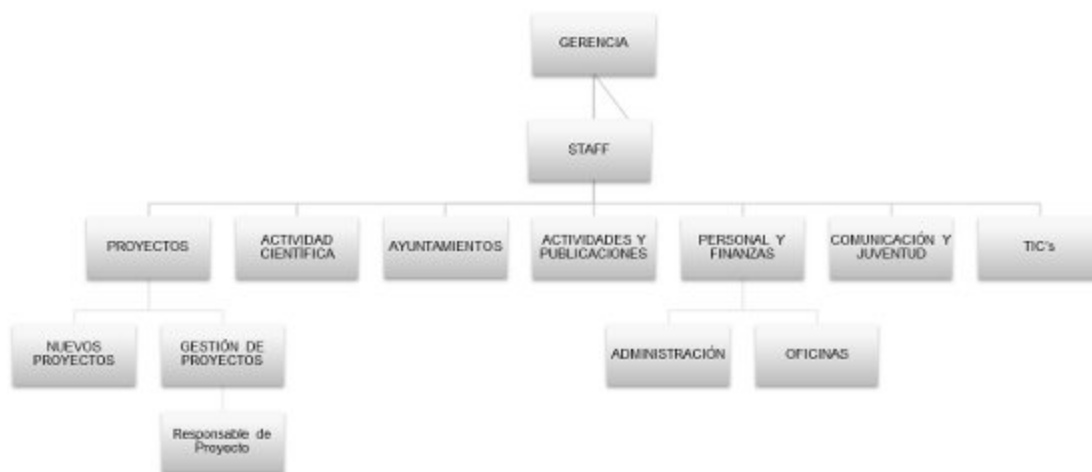 GERENCIA
STAFF
PROYECTOS
ACTIVIDAD
CIENTÍFICA
AYUNTAMIENTOS
ACTIVIDADES Y
PUBLICACIONES
PERSONAL Y
FINANZAS
COMUNICACIÓN Y
JUVENTUD
TIC's
NUEVOS
PROYECTOS
GESTIÓN DE
PROYECTOS
ADMINISTRACIÓN
OFICINAS
Responsable de
Proyecto